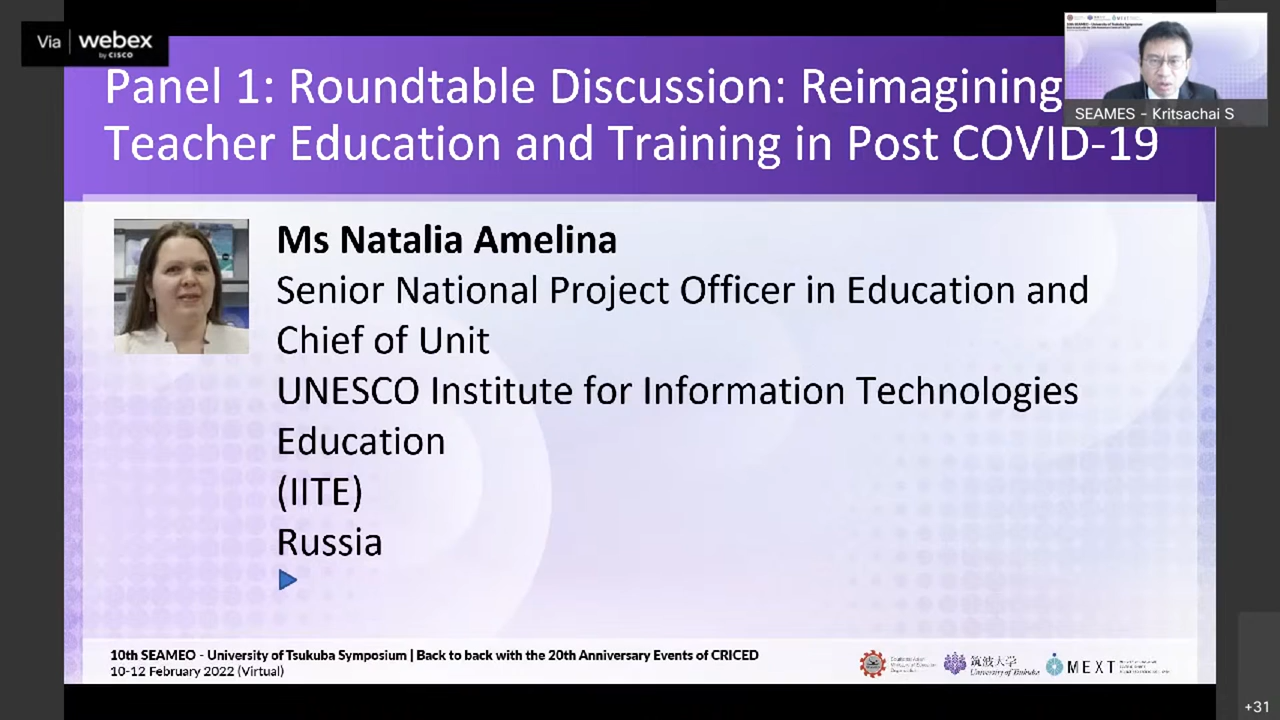 Via webex
by CISCO
SEAMES - Kritsachai S
Panel 1: Roundtable Discussion: Reimagining
Teacher Education and Training in Post COVID-19
Ms Natalia Amelina
Senior National Project Officer in Education and
Chief of Unit
UNESCO Institute for Information Technologies
Education
(IITE)
Russia
10th SEAMEO - University of Tsukuba Symposium | Back to back with the 20th Anniversary Events of CRICED
10-12 February 2022 (Virtual)
筑波大学
University of Tsukuba
MEXT
+31